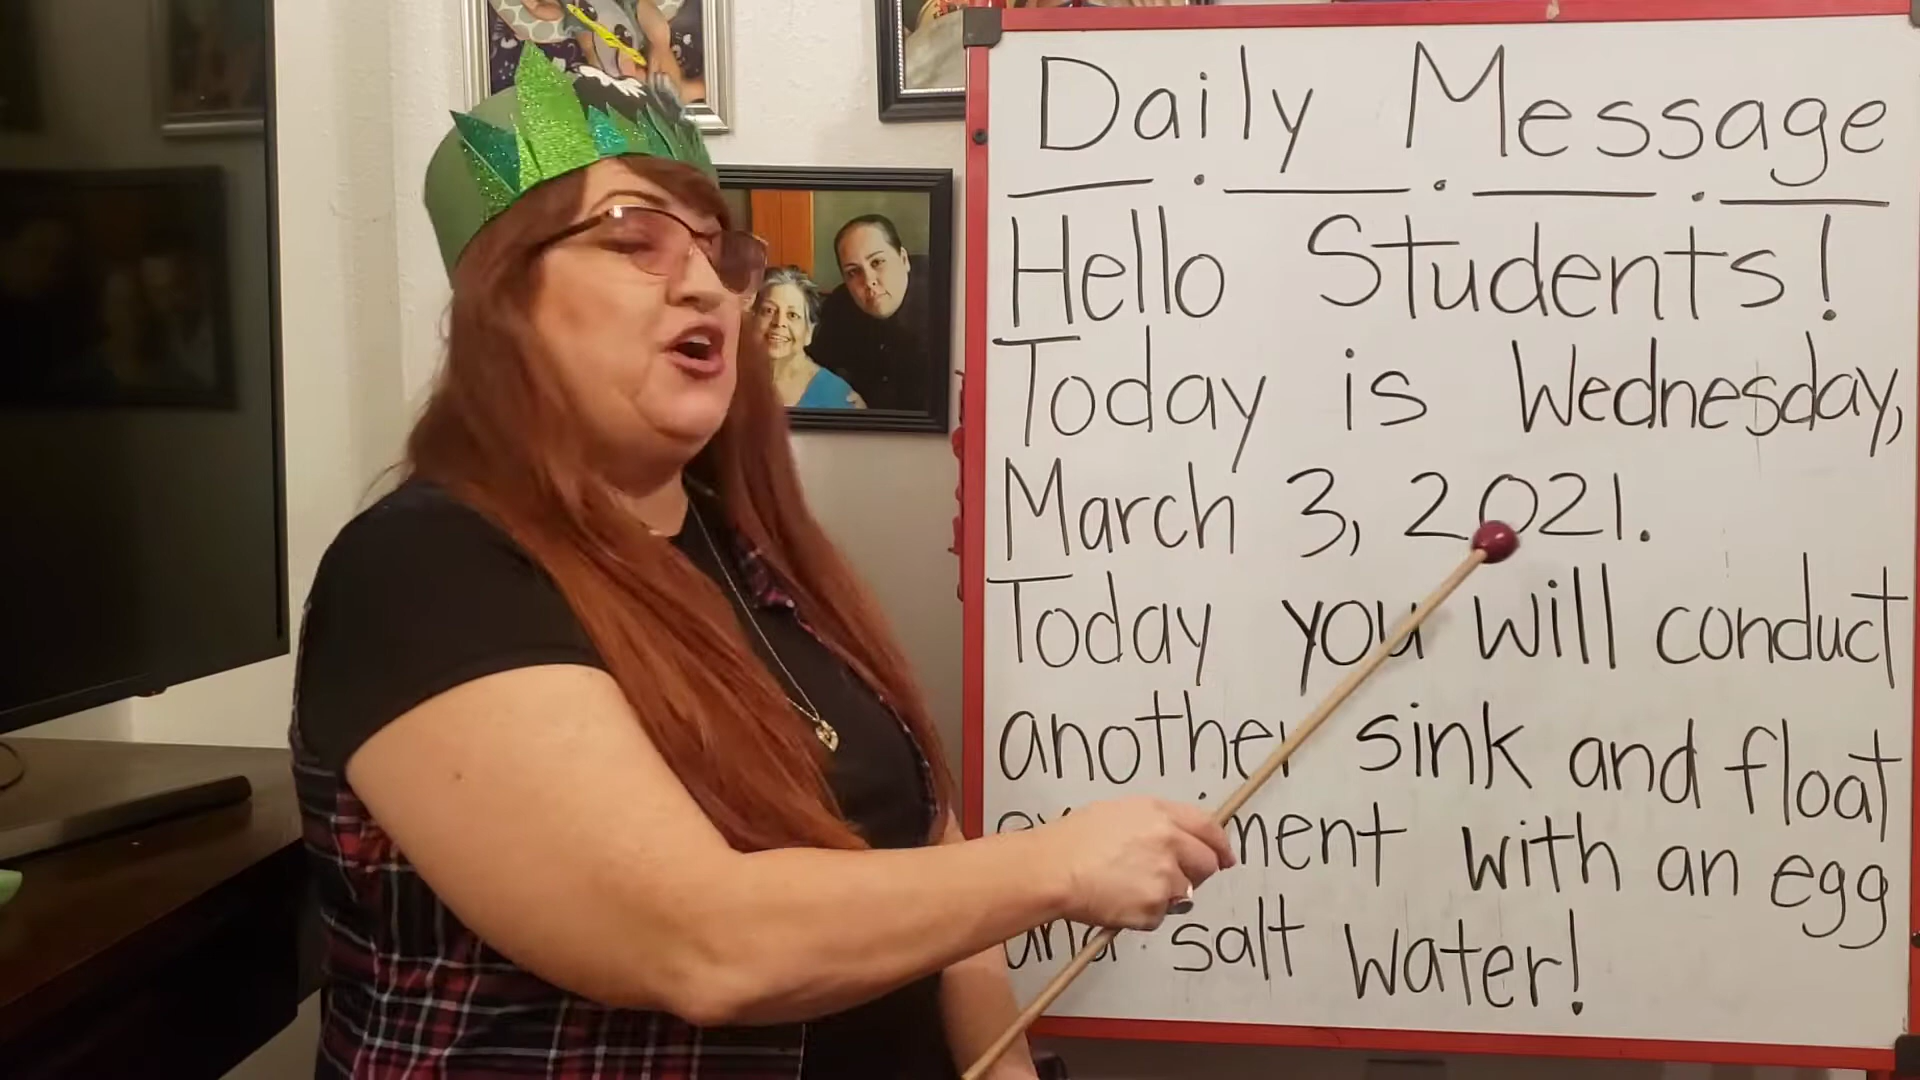 Daily Message
Hello Students!
Today is Wednesday,
March 3, 2021.
Today you will conduct
another sink and float
with an egg
and salt water!